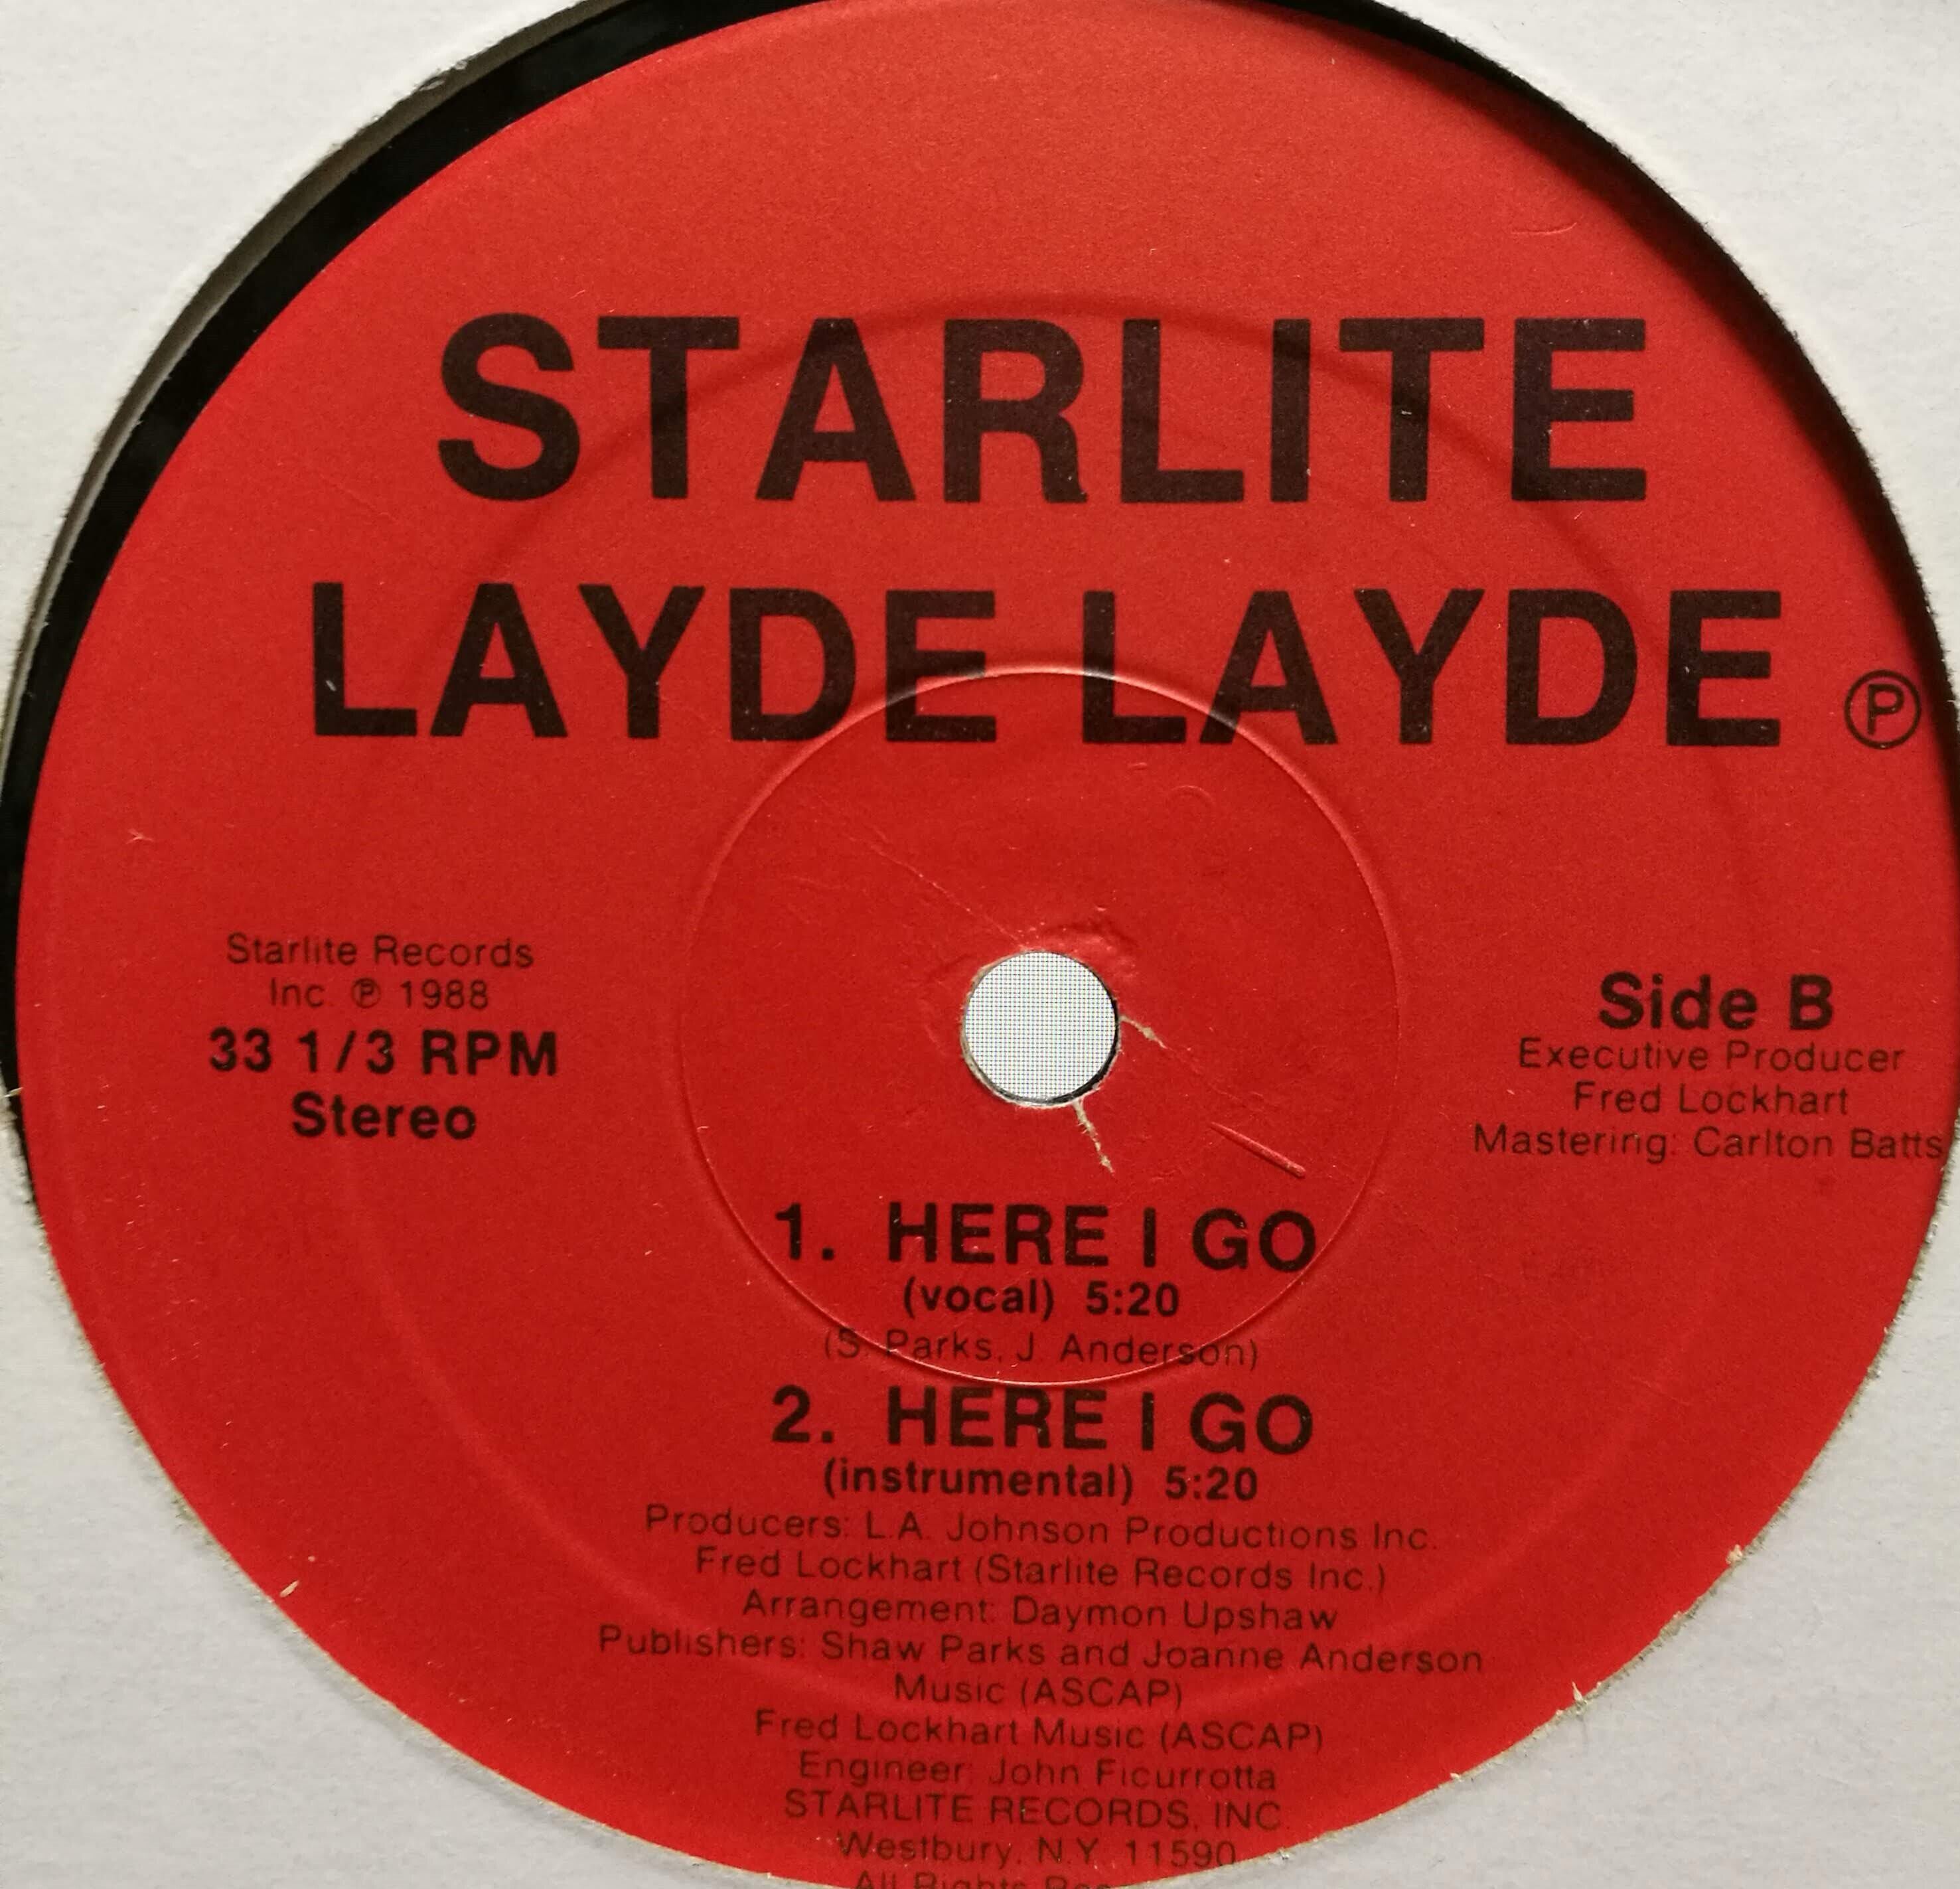 STARLITE
LAYDE LAYDE ℗
Starlite Records
Inc. ℗ 1988
33 1/3 RPM
Stereo
Side B
Executive Producer
Fred Lockhart
Mastering: Carlton Batts
1. HERE I GO
(vocal) 5:20
(S. Parks, J. Anderson)
2. HERE I GO
(instrumental) 5:20
Producers: L.A. Johnson Productions Inc.
Fred Lockhart (Starlite Records Inc.)
Arrangement: Daymon Upshaw
Publishers: Shaw Parks and Joanne Anderson
Music (ASCAP)
Fred Lockhart Music (ASCAP)
Engineer: John Ficurrotta
STARLITE RECORDS, INC.
Westbury, N.Y. 11590
All Rights